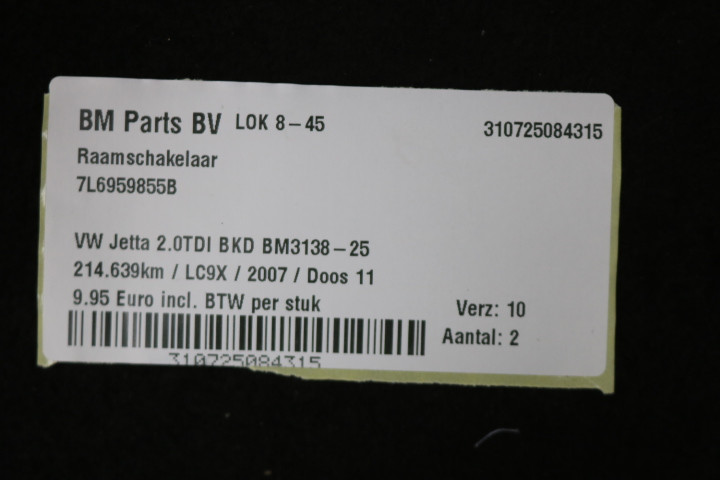 BM Parts BV LOK 8-45 310725084315
Raamschakelaar
7L6959855B
VW Jetta 2.0TDI BKD BM3138-25
214.639km / LC9X / 2007 / Doos 11
9.95 Euro incl. BTW per stuk
Verz: 10
Aantal: 2
310725084315